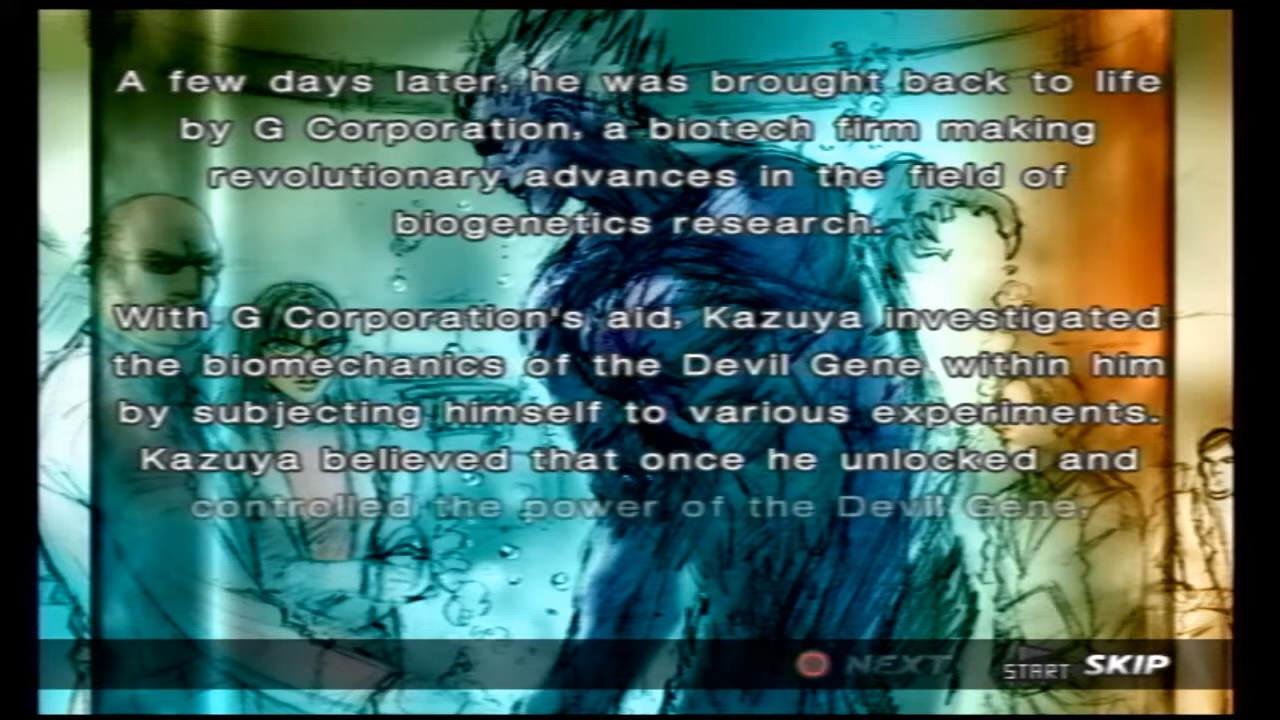 A few days later, he was brought back to life
by G Corporation, a biotech firm making
revolutionary advances in the field of
biogenetics research.
With G Corporation's aid, Kazuya investigated
the biomechanics of the Devil Gene within him
by subjecting himself to various experiments.
Kazuya believed that once he unlocked and
controlled the power of the Devil Gene,
NEXT START SKIP